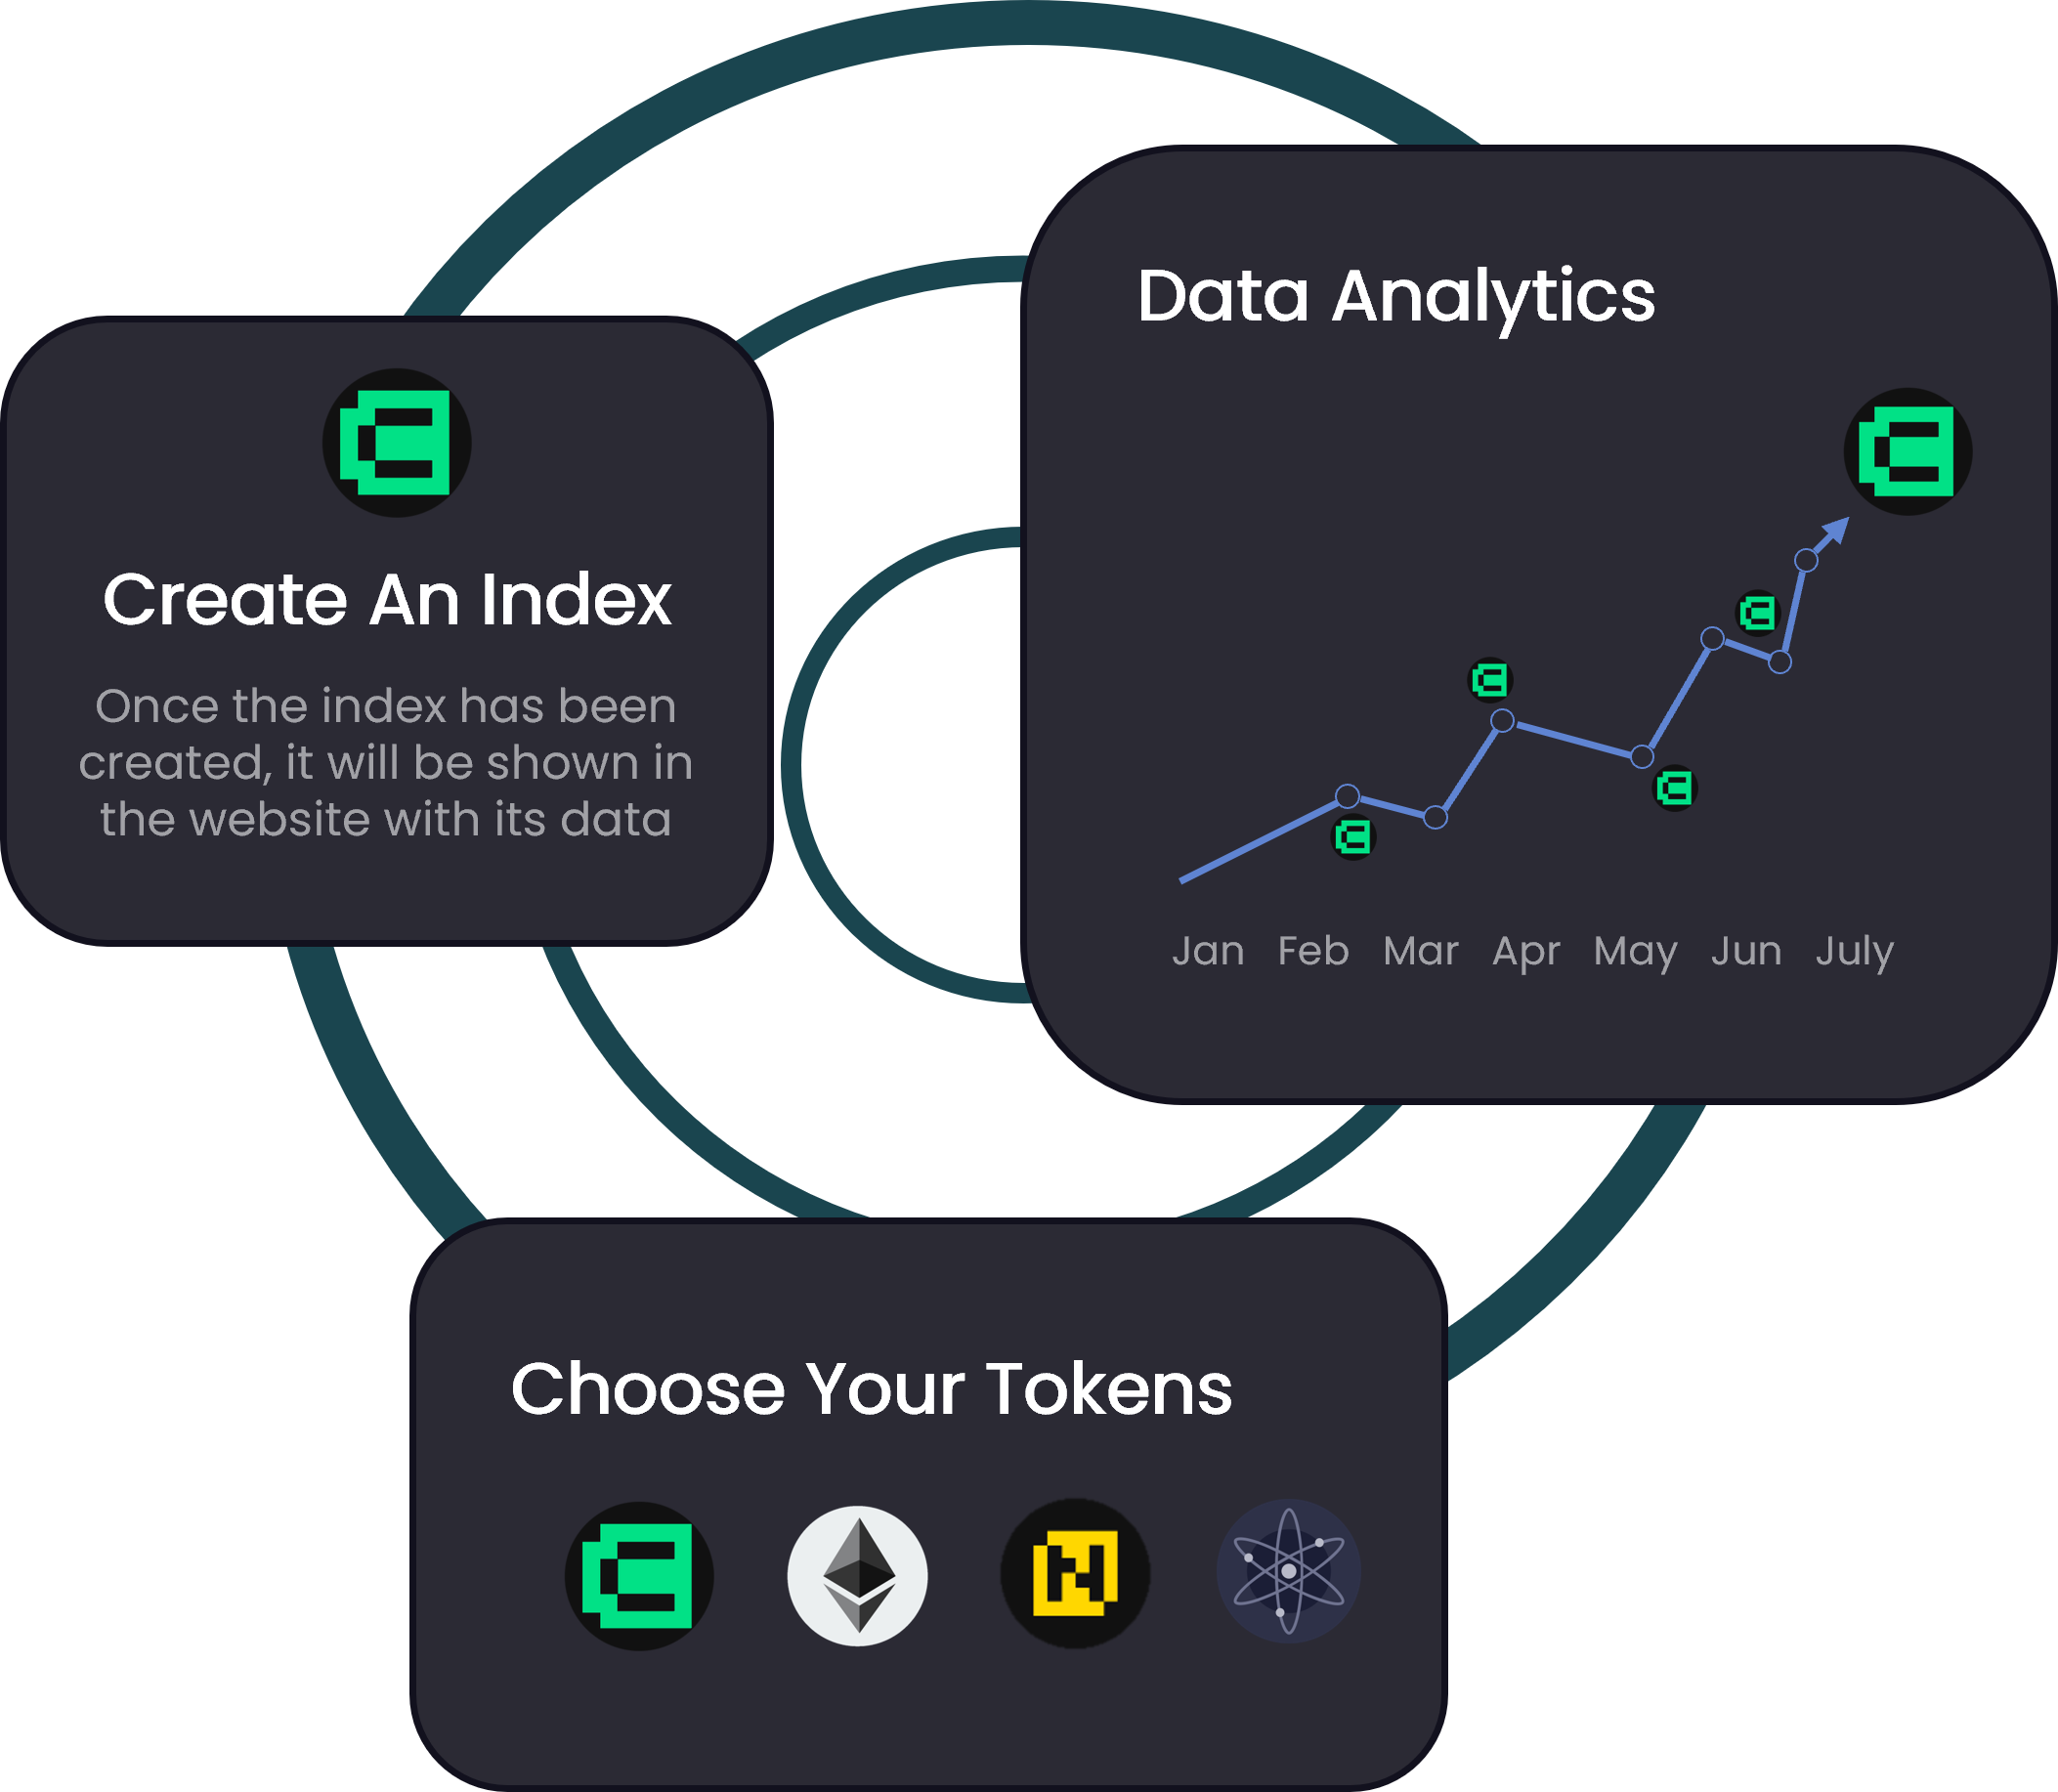 Data Analytics
Jan Feb Mar Apr May Jun July
Create An Index
Once the index has been
created, it will be shown in
the website with its data
Choose Your Tokens